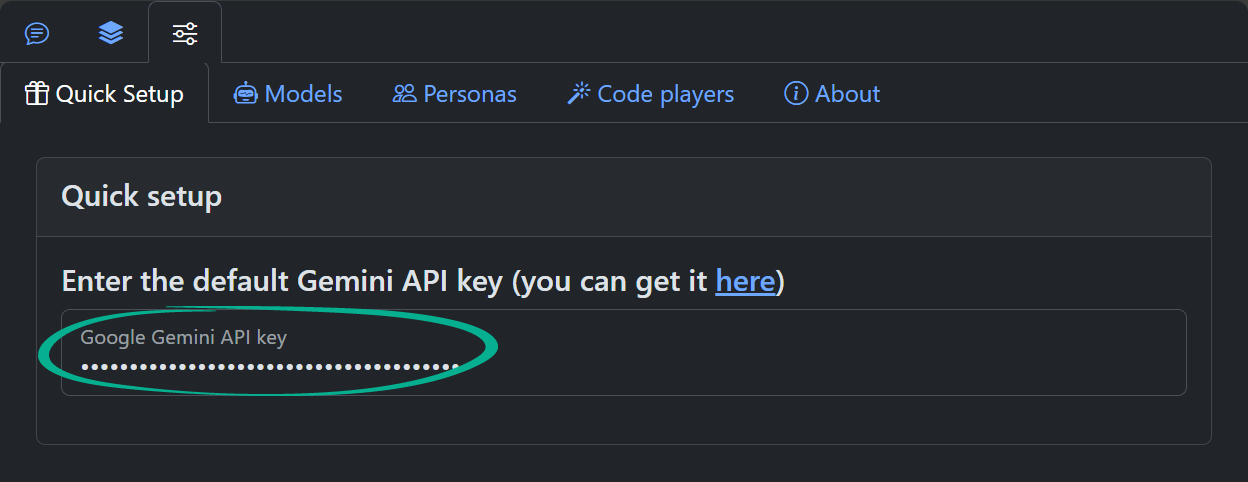 Quick Setup Models Personas Code players About
Quick setup
Enter the default Gemini API key (you can get it here)
Google Gemini API key
•••••••••••••••••••••••••••••••••••••••